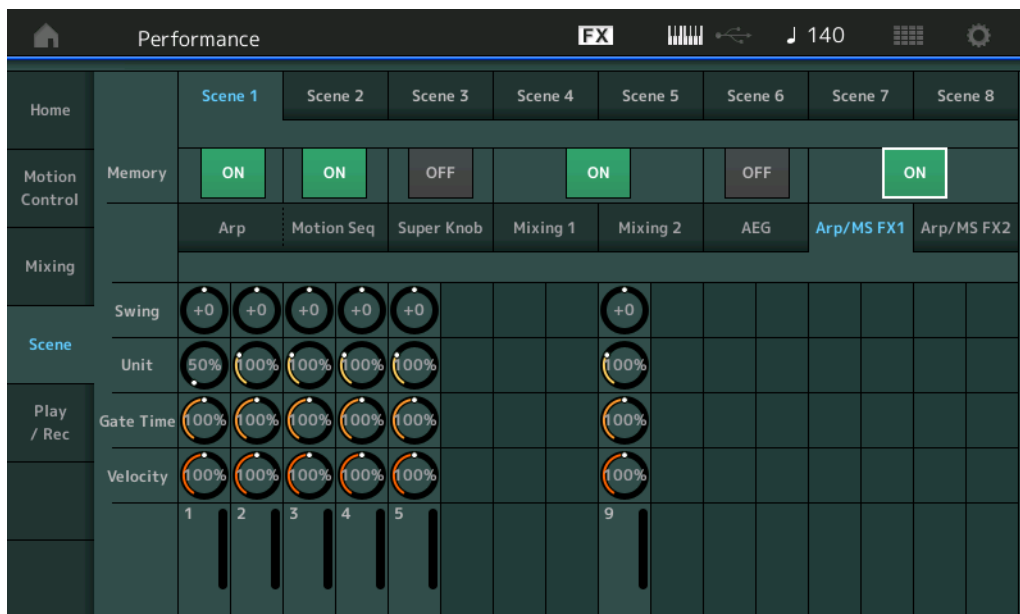 Performance FX 140
Scene 1 Scene 2 Scene 3 Scene 4 Scene 5 Scene 6 Scene 7 Scene 8
Home
Motion
Control
Mixing
Scene
Play
/ Rec
Memory ON ON OFF ON OFF ON
Arp Motion Seq Super Knob Mixing 1 Mixing 2 AEG Arp/MS FX1 Arp/MS FX2
Swing +0 +0 +0 +0 +0 +0
Unit 50% 100% 100% 100% 100% 100%
Gate Time 100% 100% 100% 100% 100% 100%
Velocity 100% 100% 100% 100% 100% 100%
1 2 3 4 5 9